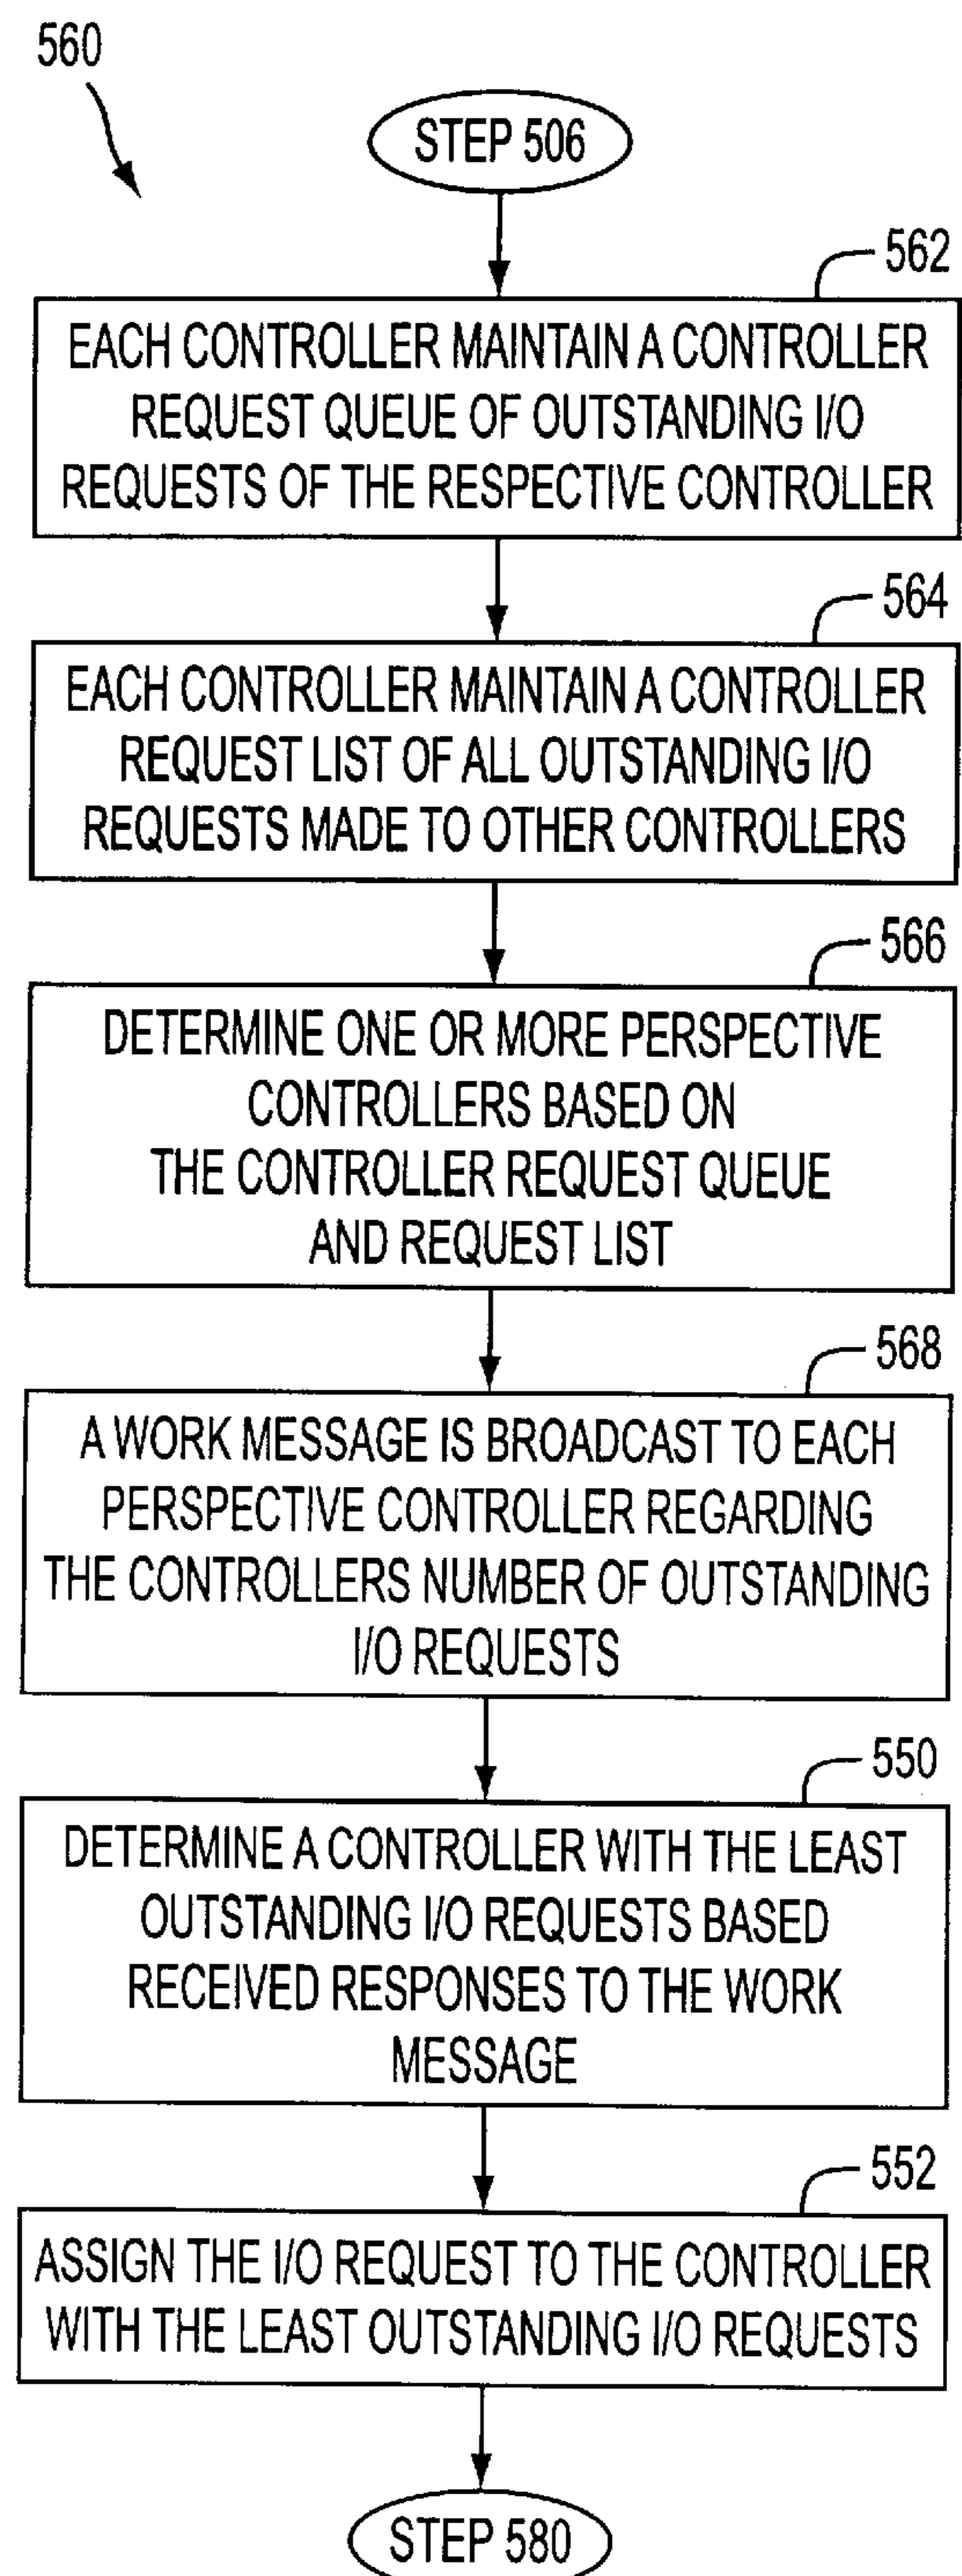 560
STEP 506
562
EACH CONTROLLER MAINTAIN A CONTROLLER
REQUEST QUEUE OF OUTSTANDING I/O
REQUESTS OF THE RESPECTIVE CONTROLLER
564
EACH CONTROLLER MAINTAIN A CONTROLLER
REQUEST LIST OF ALL OUTSTANDING I/O
REQUESTS MADE TO OTHER CONTROLLERS
566
DETERMINE ONE OR MORE PERSPECTIVE
CONTROLLERS BASED ON
THE CONTROLLER REQUEST QUEUE
AND REQUEST LIST
568
A WORK MESSAGE IS BROADCAST TO EACH
PERSPECTIVE CONTROLLER REGARDING
THE CONTROLLERS NUMBER OF OUTSTANDING
I/O REQUESTS
550
DETERMINE A CONTROLLER WITH THE LEAST
OUTSTANDING I/O REQUESTS BASED
RECEIVED RESPONSES TO THE WORK
MESSAGE
552
ASSIGN THE I/O REQUEST TO THE CONTROLLER
WITH THE LEAST OUTSTANDING I/O REQUESTS
STEP 580